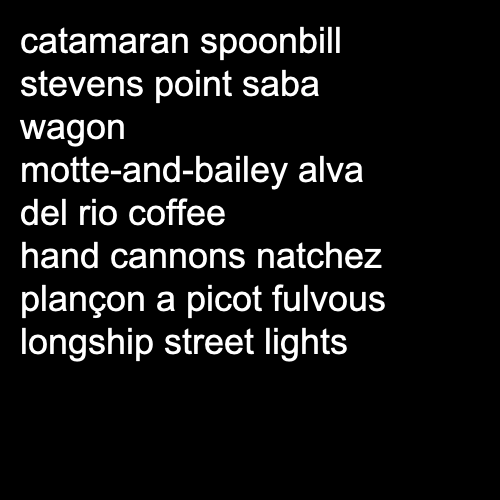 catamaran spoonbill
stevens point saba
wagon
motte-and-bailey alva
del rio coffee
hand cannons natchez
plançon a picot fulvous
longship street lights